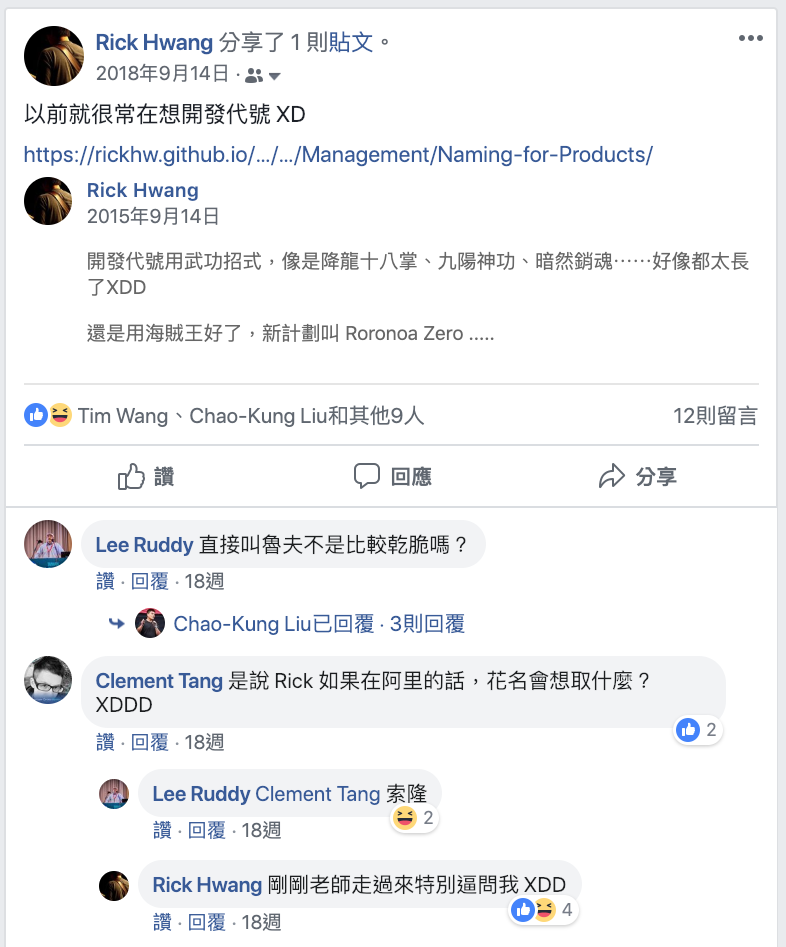 Rick Hwang 分享了 1 則貼文。
2018年9月14日 ·
以前就很常在想開發代號 XD
https://rickhw.github.io/.../.../Management/Naming-for-Products/
Rick Hwang
2015年9月14日
開發代號用武功招式，像是降龍十八掌、九陽神功、暗然銷魂⋯⋯好像都太長
了XDD
還是用海賊王好了，新計劃叫 Roronoa Zero .....
Tim Wang、Chao-Kung Liu和其他9人
12則留言
讚
回應
分享
Lee Ruddy 直接叫魯夫不是比較乾脆嗎？
讚 · 回覆 · 18週
Chao-Kung Liu已回覆 · 3則回覆
Clement Tang 是說 Rick 如果在阿里的話，花名會想取什麼？
XDDD
2
讚 · 回覆 · 18週
Lee Ruddy Clement Tang 索隆
2
讚 · 回覆 · 18週
Rick Hwang 剛剛老師走過來特別逼問我 XDD
4
讚 · 回覆 · 18週